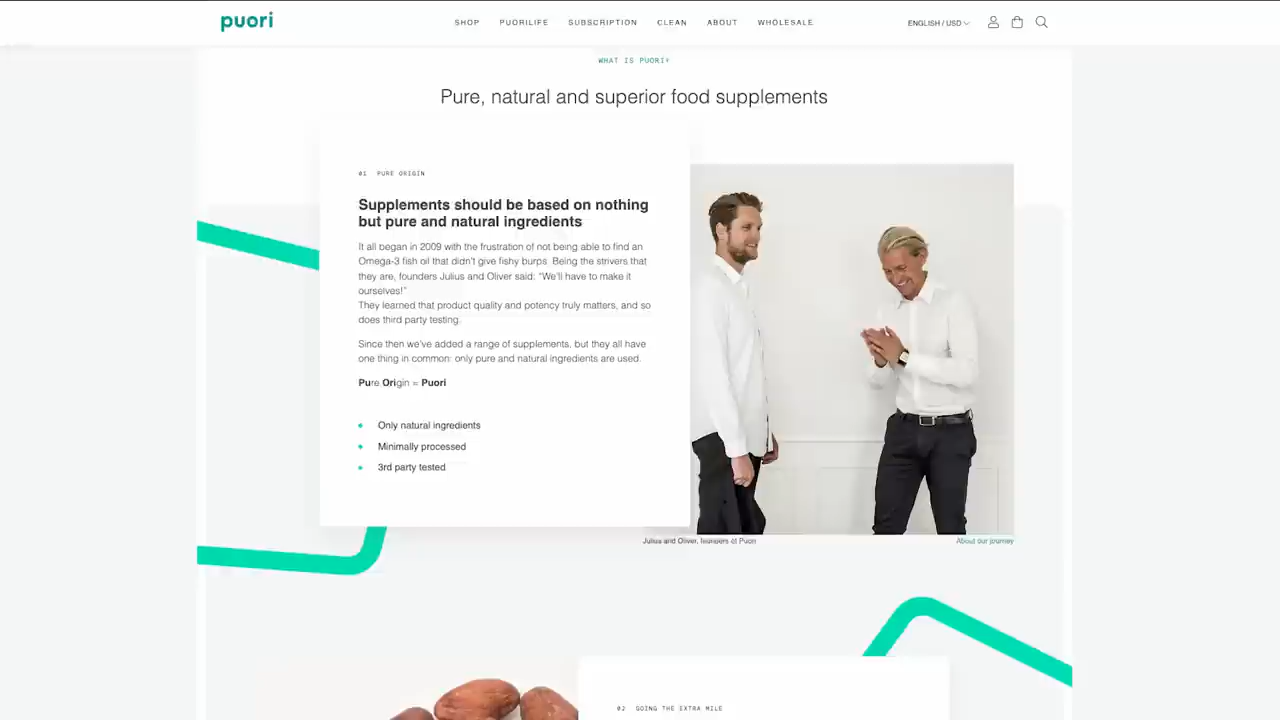 puori
SHOP PUORILIFE SUBSCRIPTION CLEAN ABOUT WHOLESALE
ENGLISH / USD
WHAT IS PUORI?
Pure, natural and superior food supplements
01 PURE ORIGIN
Supplements should be based on nothing
but pure and natural ingredients
It all began in 2009 with the frustration of not being able to find an
Omega-3 fish oil that didn't give fishy burps. Being the strivers that
they are, founders Julius and Oliver said: “We'll have to make it
ourselves!”
They learned that product quality and potency truly matters, and so
does third party testing.
Since then we've added a range of supplements, but they all have
one thing in common: only pure and natural ingredients are used.
Pure Origin = Puori
Only natural ingredients
Minimally processed
3rd party tested
Julius and Oliver, founders of Puori
About our journey
02 GOING THE EXTRA MILE